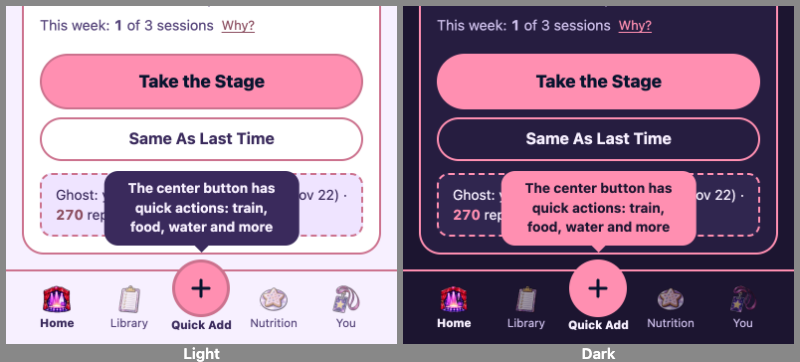 This week: 1 of 3 sessions Why?
Take the Stage
Same As Last Time
Ghost: ov 22) ·
270 rep
The center button has
quick actions: train,
food, water and more
Home Library Quick Add Nutrition You
Light
This week: 1 of 3 sessions Why?
Take the Stage
Same As Last Time
Ghost: ov 22) ·
270 rep
The center button has
quick actions: train,
food, water and more
Home Library Quick Add Nutrition You
Dark